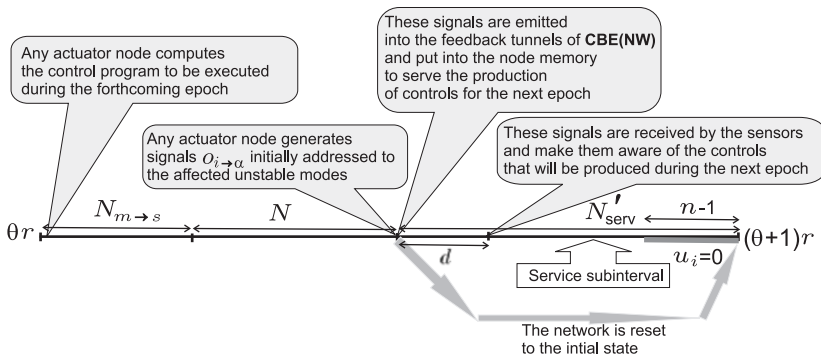 Any actuator node computes
the control program to be executed
during the forthcoming epoch
These signals are emitted
into the feedback tunnels of CBE(NW)
and put into the node memory
to serve the production
of controls for the next epoch
Any actuator node generates
signals o_{i→α} initially addressed to
the affected unstable modes
These signals are received by the sensors
and make them aware of the controls
that will be produced during the next epoch
N_{m→s}
N
N'_{serv}
n-1
θr
(θ+1)r
d
u_i=0
Service subinterval
The network is reset
to the intial state